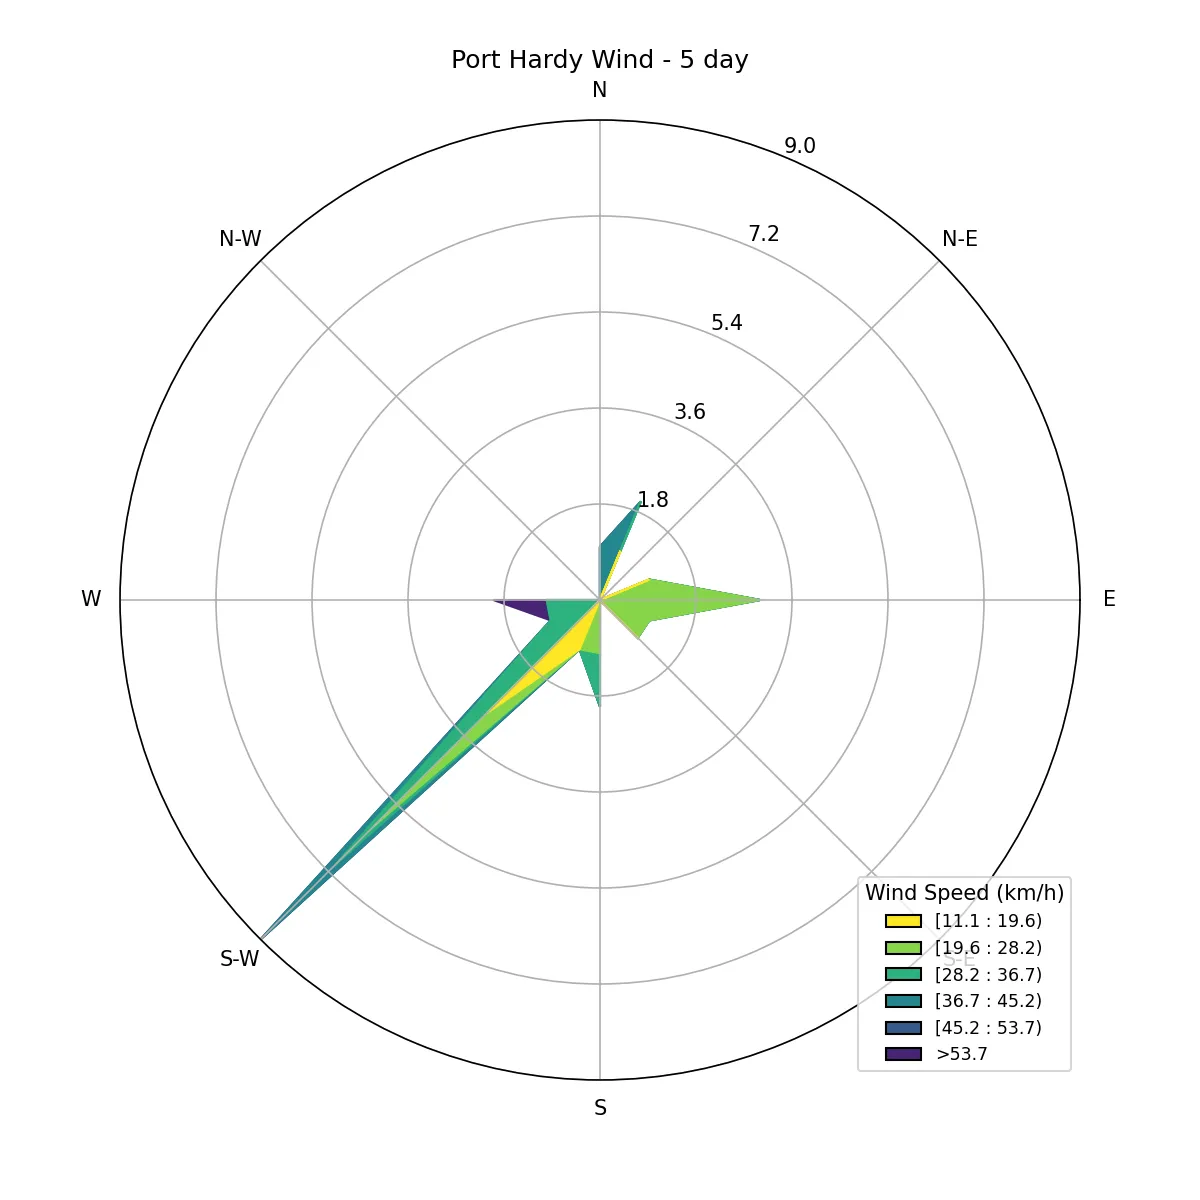 Port Hardy Wind - 5 day
N
9.0
N-W
7.2
N-E
5.4
3.6
1.8
W
E
S-W
S-E
Wind Speed (km/h)
[11.1 : 19.6)
[19.6 : 28.2)
[28.2 : 36.7)
[36.7 : 45.2)
[45.2 : 53.7)
>53.7
S